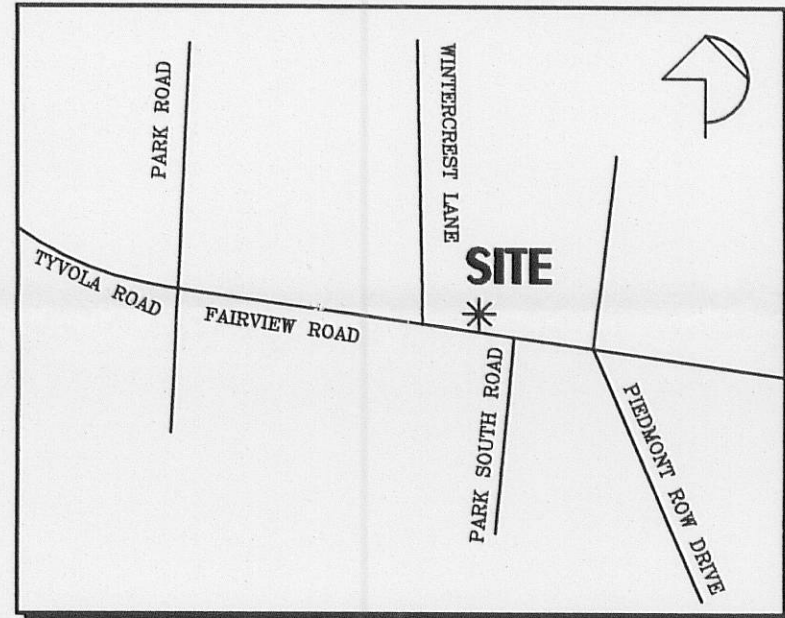 PARK ROAD
WINTERCREST LANE
SITE
TYVOLA ROAD
FAIRVIEW ROAD
PARK SOUTH ROAD
PIEDMONT ROW DRIVE